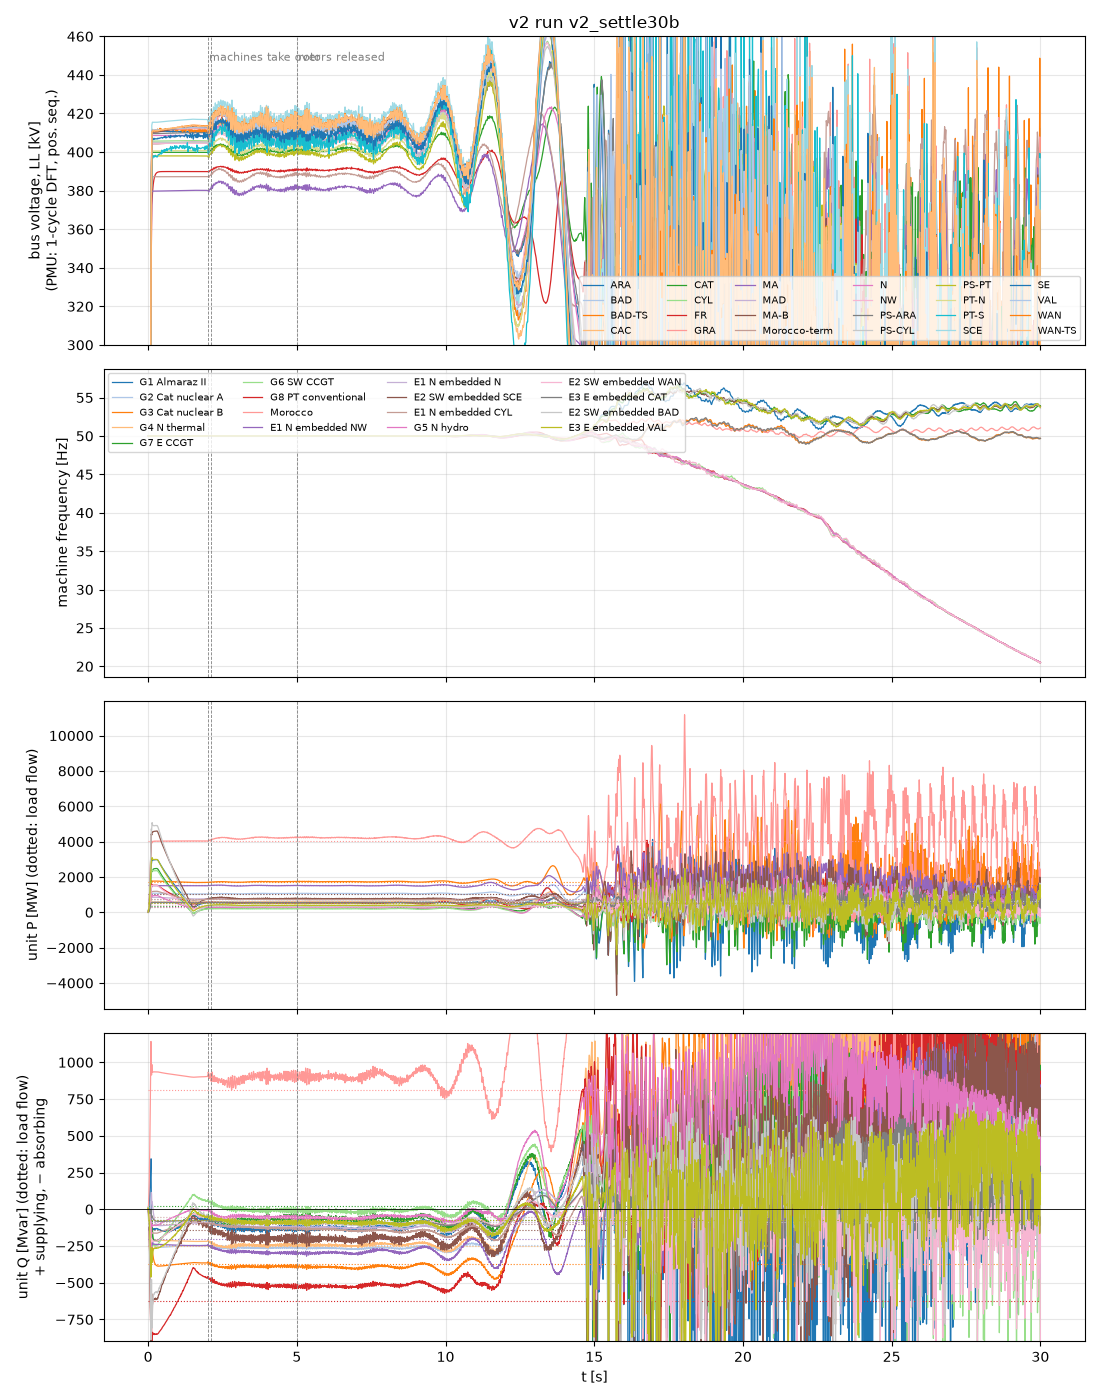 v2 run v2_settle30b
bus voltage, LL [kV]
(PMU: 1-cycle DFT, pos. seq.)
460
440
420
400
380
360
340
320
300
machines take over
rotors released
ARA CAT MA N PS-PT SE
BAD CYL MAD NW PT-N VAL
BAD-TS FR MA-B PS-ARA PT-S WAN
CAC GRA Morocco-term PS-CYL SCE WAN-TS
machine frequency [Hz]
55
50
45
40
35
30
25
20
G1 Almaraz II G6 SW CCGT E1 N embedded N E2 SW embedded WAN
G2 Cat nuclear A G8 PT conventional E2 SW embedded SCE E3 E embedded CAT
G3 Cat nuclear B Morocco E1 N embedded CYL E2 SW embedded BAD
G4 N thermal E1 N embedded NW G5 N hydro E3 E embedded VAL
G7 E CCGT
unit P [MW] (dotted: load flow)
10000
8000
6000
4000
2000
0
−2000
−4000
unit Q [Mvar] (dotted: load flow)
+ supplying, − absorbing
1000
750
500
250
0
−250
−500
−750
0 5 10 15 20 25 30
t [s]